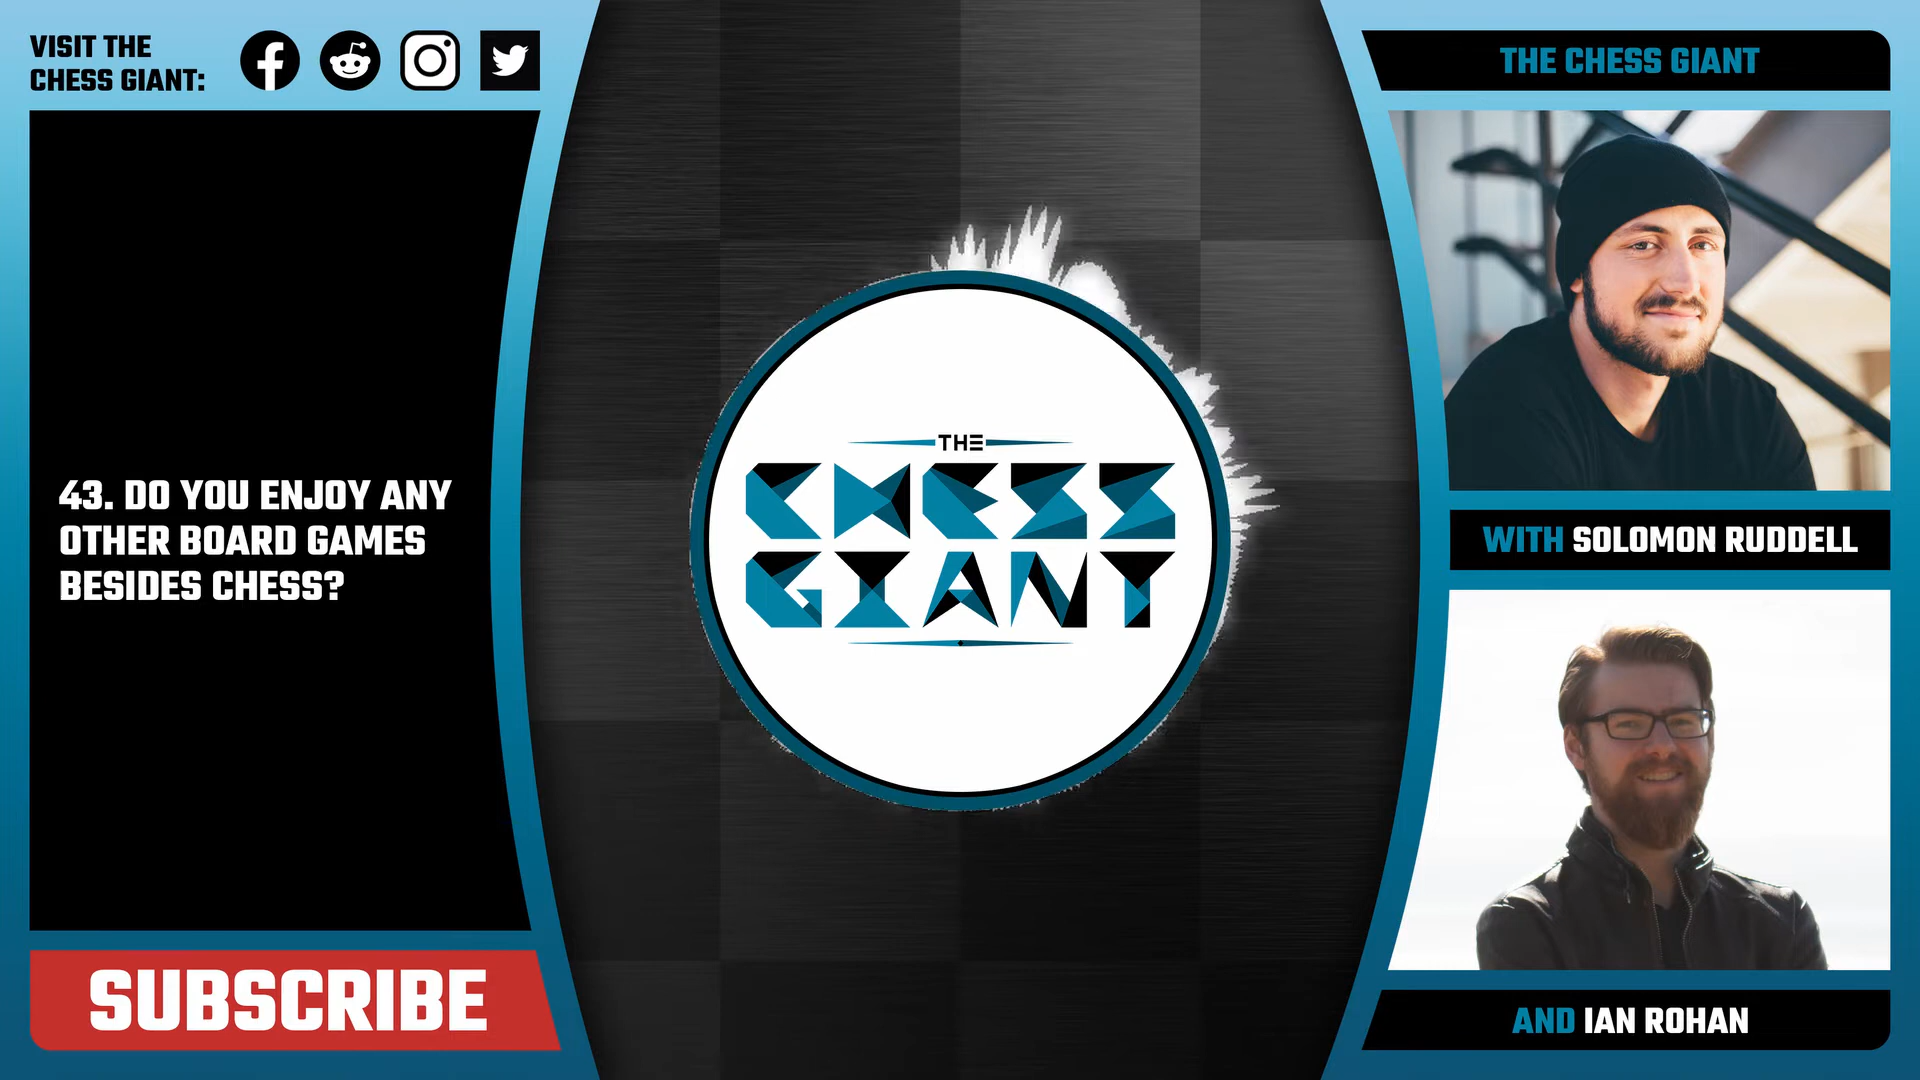 VISIT THE
CHESS GIANT:
43. DO YOU ENJOY ANY
OTHER BOARD GAMES
BESIDES CHESS?
SUBSCRIBE
THE
CHESS
GIANT
THE CHESS GIANT
WITH SOLOMON RUDDELL
AND IAN ROHAN